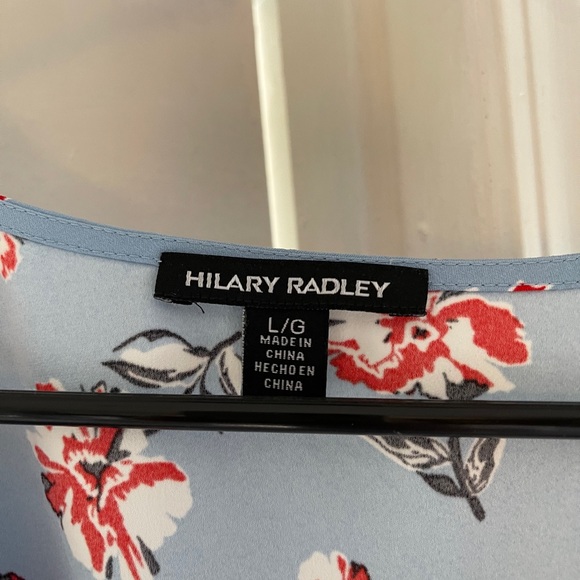 HILARY RADLEY
L/G
MADE IN
CHINA
HECHO EN
CHINA